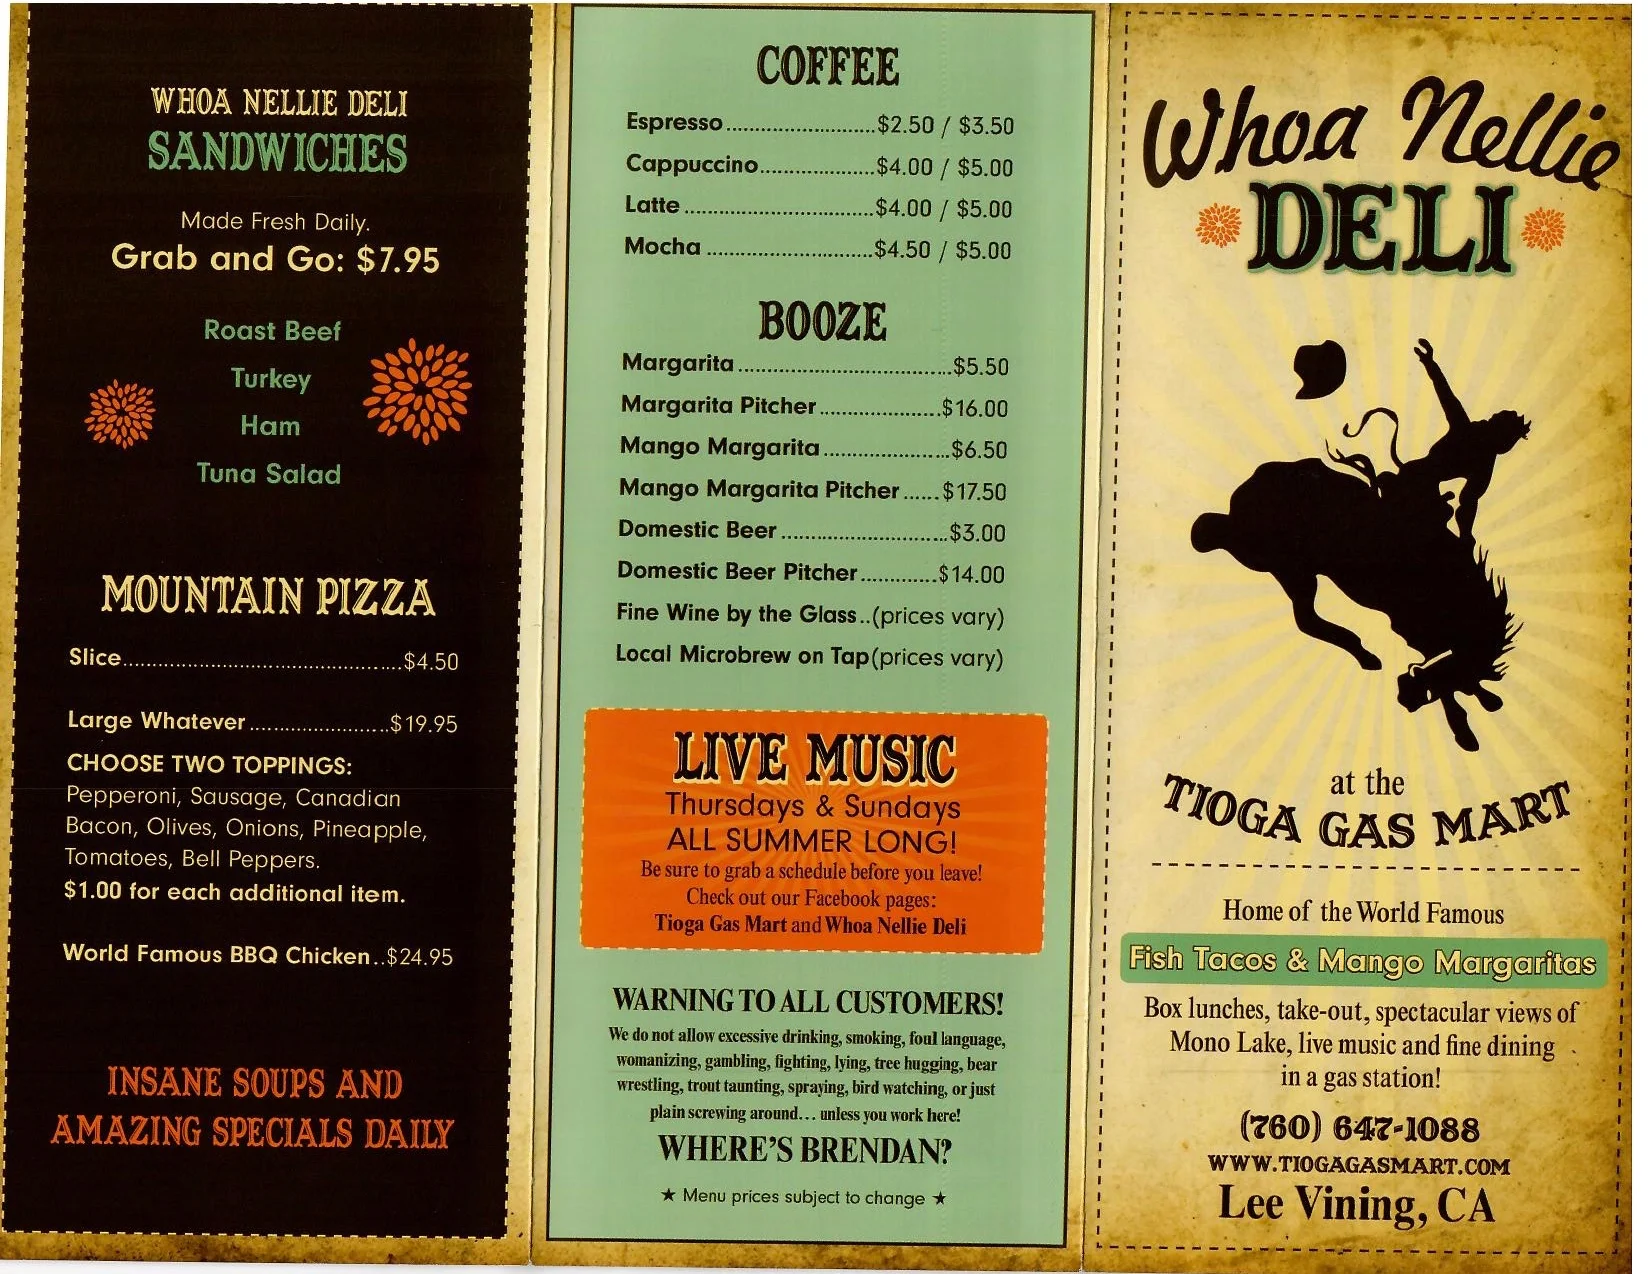 WHOA NELLIE DELI
SANDWICHES
Made Fresh Daily.
Grab and Go: $7.95
Roast Beef
Turkey
Ham
Tuna Salad
MOUNTAIN PIZZA
Slice................................................$4.50
Large Whatever........................$19.95
CHOOSE TWO TOPPINGS:
Pepperoni, Sausage, Canadian
Bacon, Olives, Onions, Pineapple,
Tomatoes, Bell Peppers.
$1.00 for each additional item.
World Famous BBQ Chicken..$24.95
INSANE SOUPS AND
AMAZING SPECIALS DAILY
COFFEE
Espresso..........................$2.50 / $3.50
Cappuccino....................$4.00 / $5.00
Latte.................................$4.00 / $5.00
Mocha.............................$4.50 / $5.00
BOOZE
Margarita.....................................$5.50
Margarita Pitcher.....................$16.00
Mango Margarita......................$6.50
Mango Margarita Pitcher......$17.50
Domestic Beer.............................$3.00
Domestic Beer Pitcher.............$14.00
Fine Wine by the Glass..(prices vary)
Local Microbrew on Tap(prices vary)
LIVE MUSIC
Thursdays & Sundays
ALL SUMMER LONG!
Be sure to grab a schedule before you leave!
Check out our Facebook pages:
Tioga Gas Mart and Whoa Nellie Deli
WARNING TO ALL CUSTOMERS!
We do not allow excessive drinking, smoking, foul language,
womanizing, gambling, fighting, lying, tree hugging, bear
wrestling, trout taunting, spraying, bird watching, or just
plain screwing around... unless you work here!
WHERE'S BRENDAN?
★ Menu prices subject to change ★
Whoa Nellie
DELI
at the
TIOGA GAS MART
Home of the World Famous
Fish Tacos & Mango Margaritas
Box lunches, take-out, spectacular views of
Mono Lake, live music and fine dining
in a gas station!
(760) 647-1088
WWW.TIOGAGASMART.COM
Lee Vining, CA